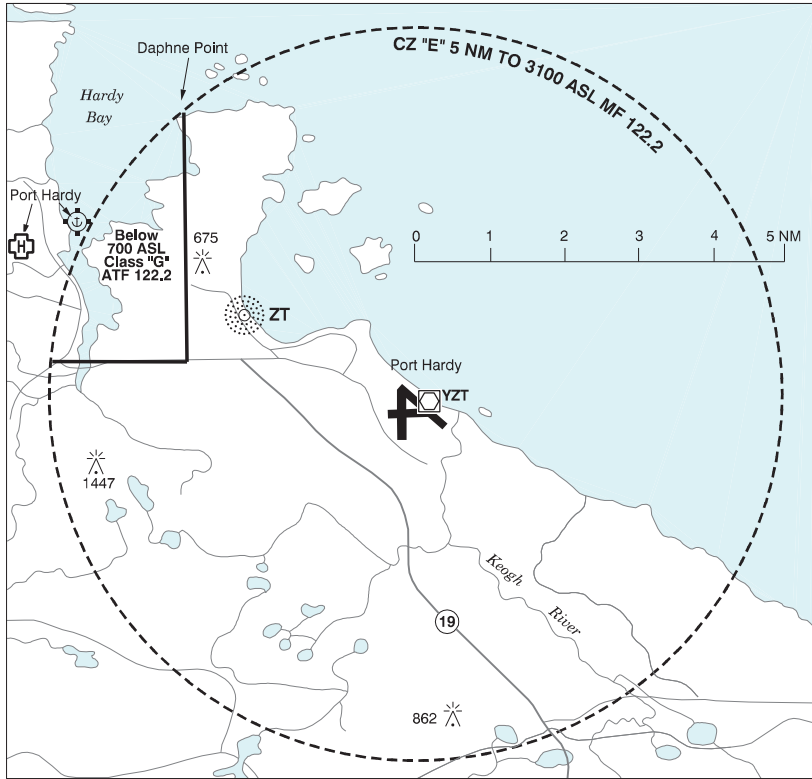 Daphne Point
CZ "E" 5 NM TO 3100 ASL MF 122.2
Hardy
Bay
Port Hardy
H
Below
700 ASL
Class "G"
ATF 122.2
675
0 1 2 3 4 5 NM
ZT
Port Hardy
YZT
1447
Keogh
River
19
862